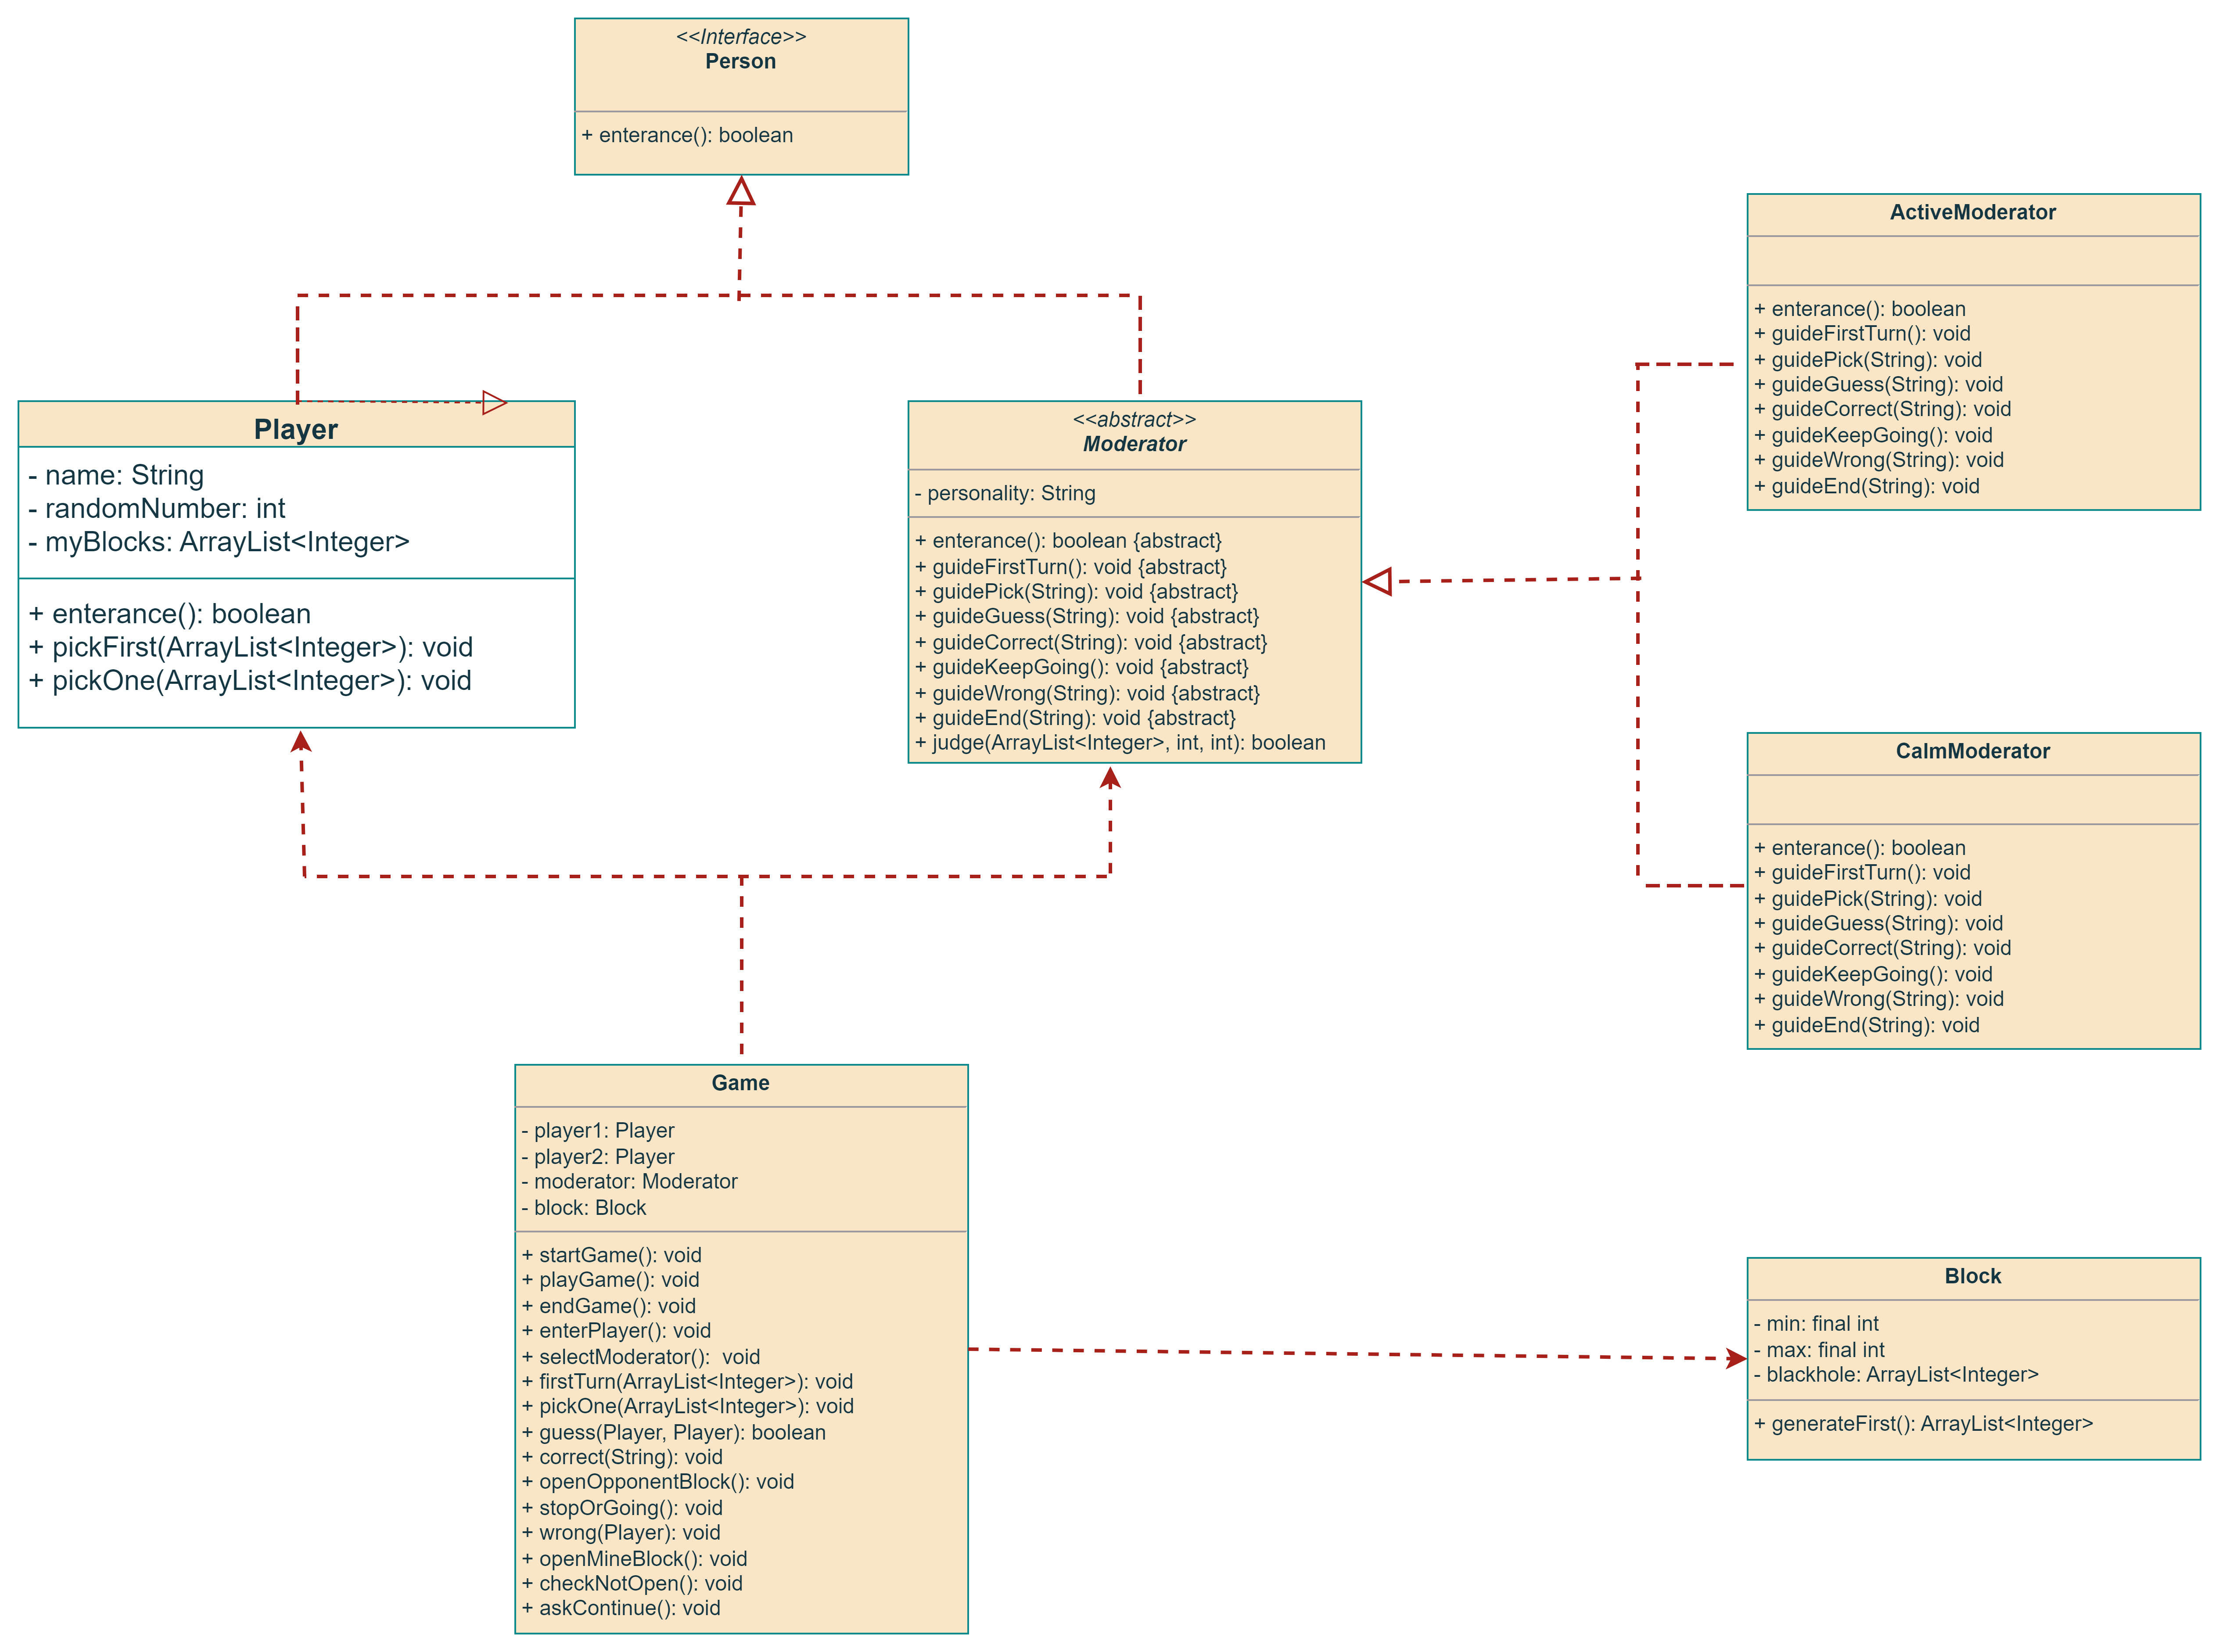 <<Interface>>
Person
+ enterance(): boolean
Player
- name: String
- randomNumber: int
- myBlocks: ArrayList<Integer>
+ enterance(): boolean
+ pickFirst(ArrayList<Integer>): void
+ pickOne(ArrayList<Integer>): void
<<abstract>>
Moderator
- personality: String
+ enterance(): boolean {abstract}
+ guideFirstTurn(): void {abstract}
+ guidePick(String): void {abstract}
+ guideGuess(String): void {abstract}
+ guideCorrect(String): void {abstract}
+ guideKeepGoing(): void {abstract}
+ guideWrong(String): void {abstract}
+ guideEnd(String): void {abstract}
+ judge(ArrayList<Integer>, int, int): boolean
ActiveModerator
+ enterance(): boolean
+ guideFirstTurn(): void
+ guidePick(String): void
+ guideGuess(String): void
+ guideCorrect(String): void
+ guideKeepGoing(): void
+ guideWrong(String): void
+ guideEnd(String): void
CalmModerator
+ enterance(): boolean
+ guideFirstTurn(): void
+ guidePick(String): void
+ guideGuess(String): void
+ guideCorrect(String): void
+ guideKeepGoing(): void
+ guideWrong(String): void
+ guideEnd(String): void
Game
- player1: Player
- player2: Player
- moderator: Moderator
- block: Block
+ startGame(): void
+ playGame(): void
+ endGame(): void
+ enterPlayer(): void
+ selectModerator():  void
+ firstTurn(ArrayList<Integer>): void
+ pickOne(ArrayList<Integer>): void
+ guess(Player, Player): boolean
+ correct(String): void
+ openOpponentBlock(): void
+ stopOrGoing(): void
+ wrong(Player): void
+ openMineBlock(): void
+ checkNotOpen(): void
+ askContinue(): void
Block
- min: final int
- max: final int
- blackhole: ArrayList<Integer>
+ generateFirst(): ArrayList<Integer>